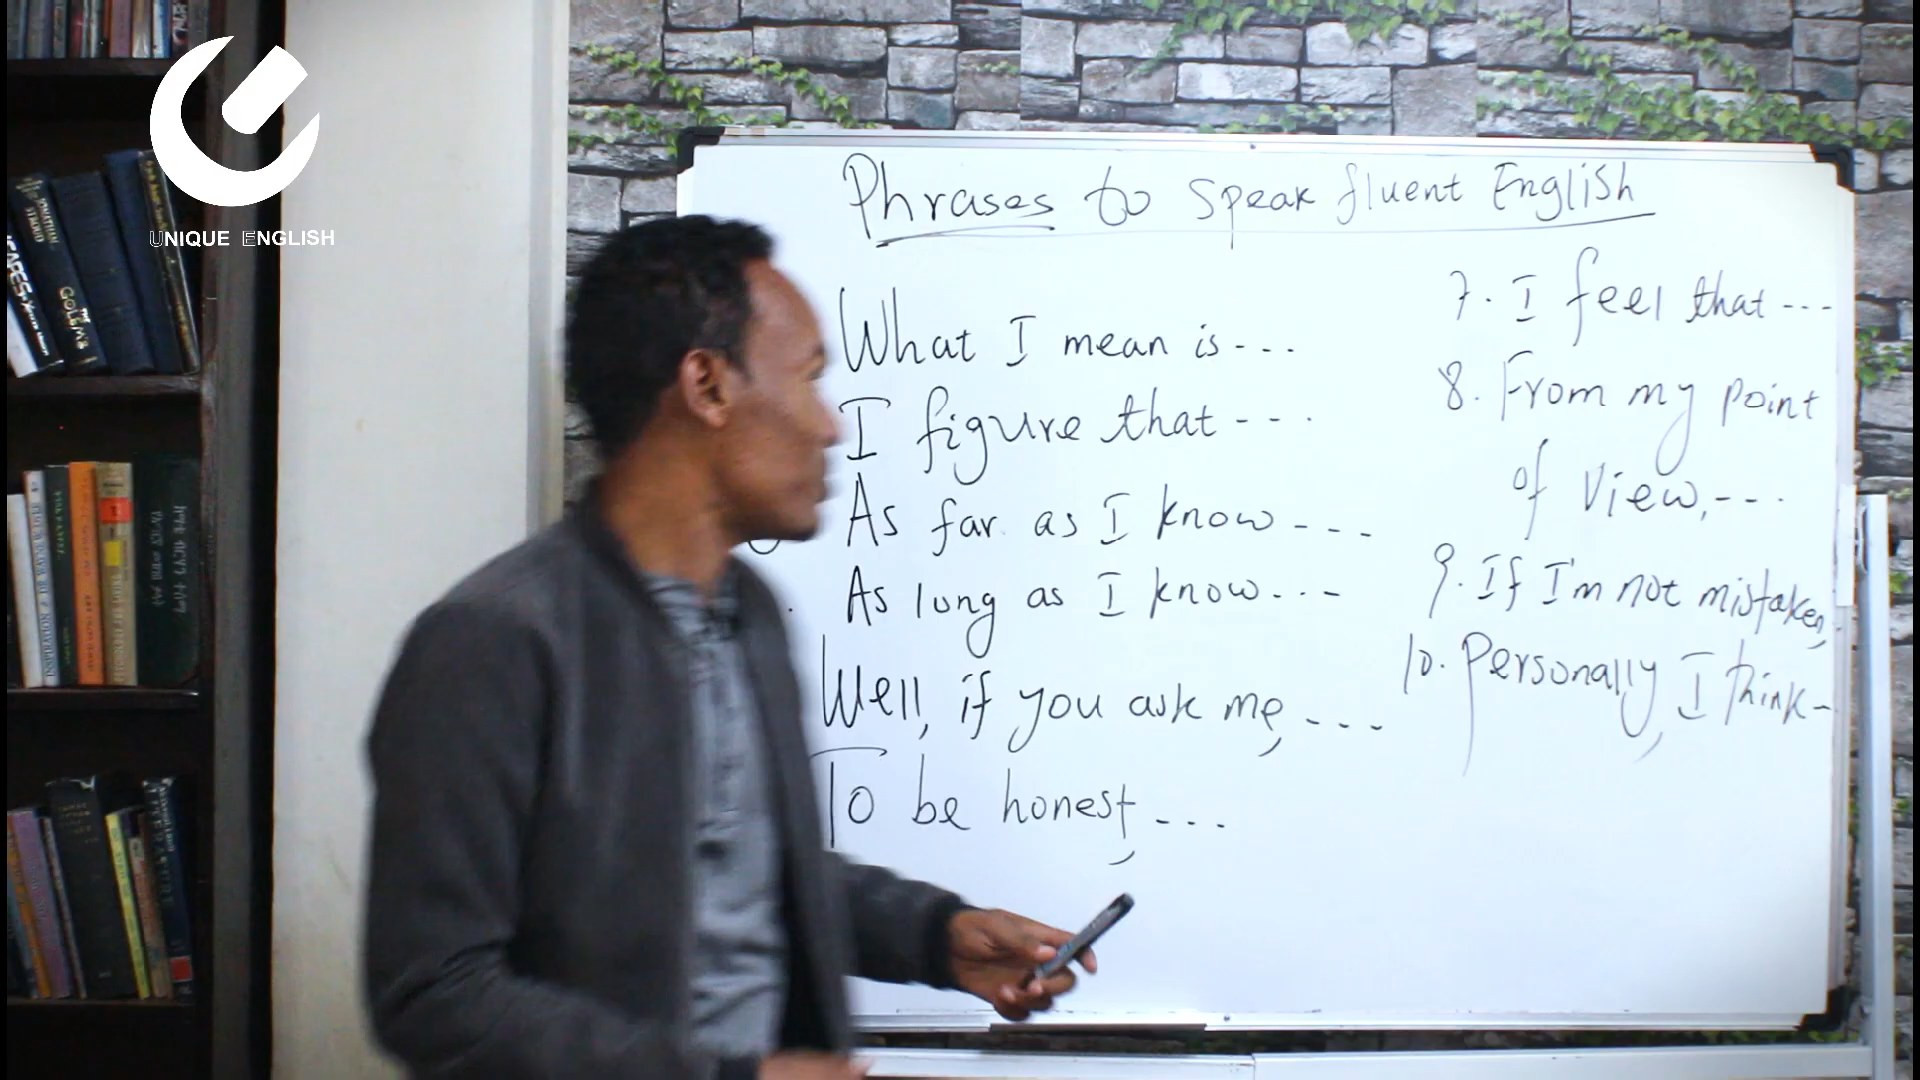 UNIQUE ENGLISH
Phrases to speak fluent English
What I mean is - - -
I figure that - - -
As far as I know - - -
As long as I know - - -
Well, if you ask me, - - -
To be honest, - - -
7. I feel that - - -
8. From my point
of view, - - -
9. If I'm not mistaken,
10. Personally, I think -
THE GOLEM